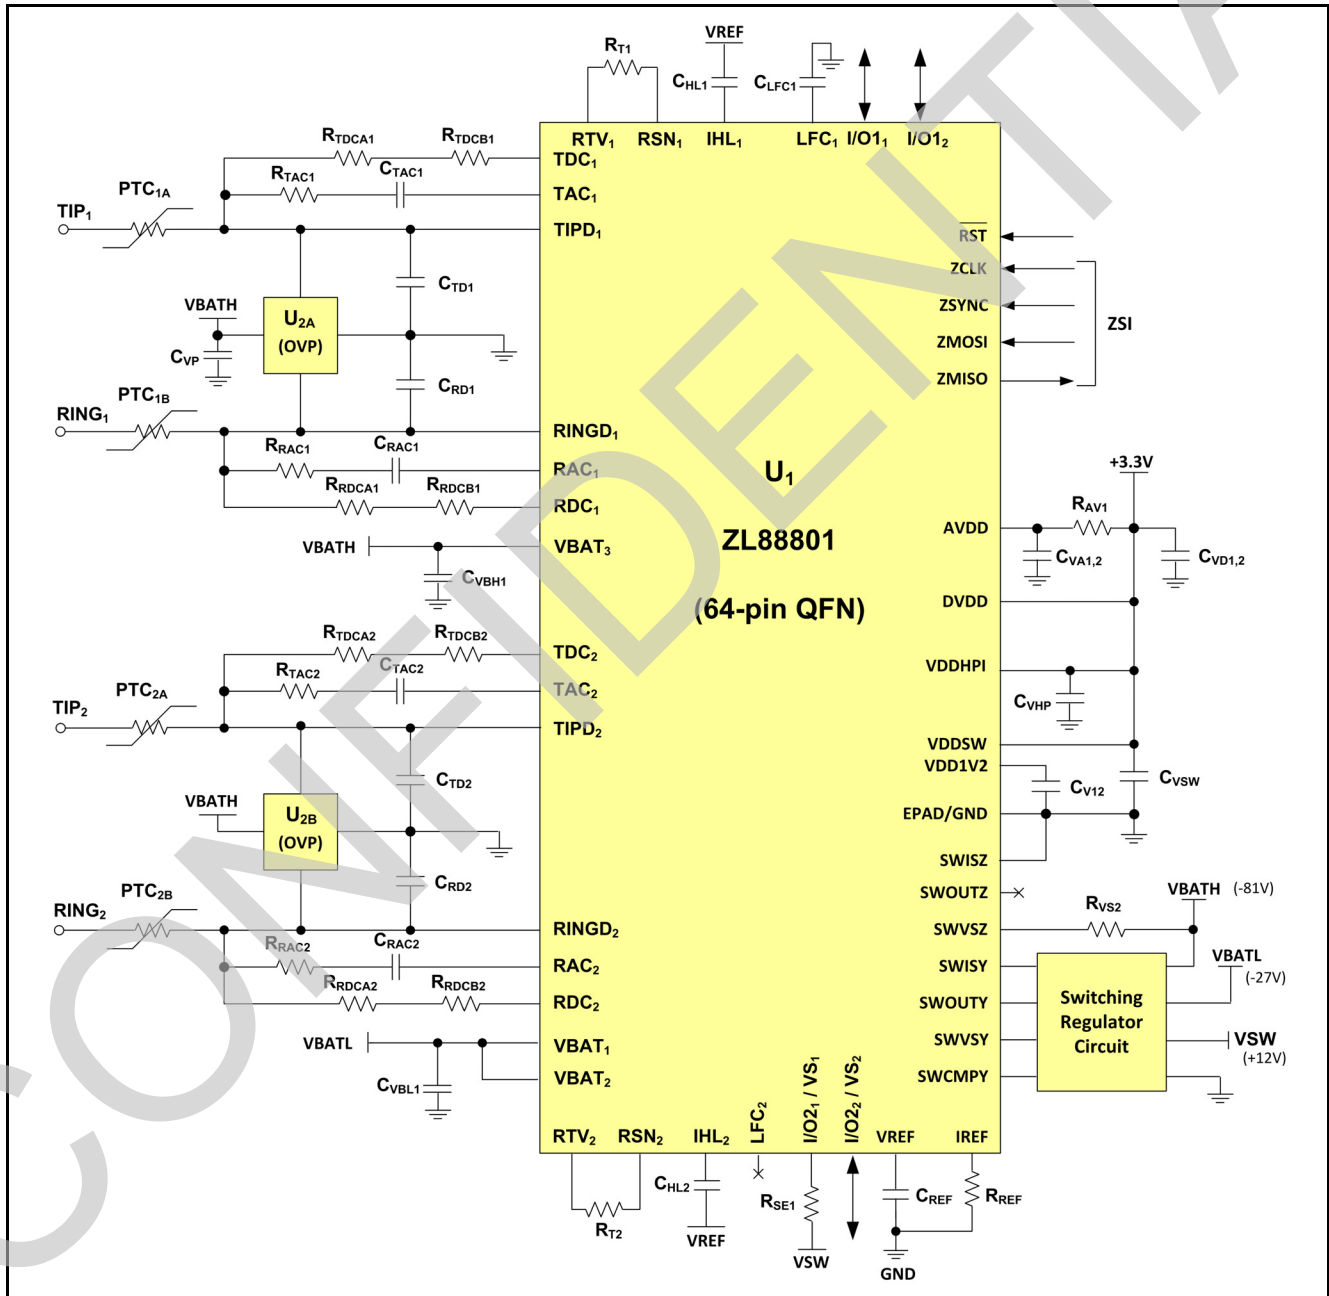 VREF
RT1
CHL1
CLFC1
RTV1 RSN1 IHL1 LFC1 I/O11 I/O12
RTDCA1 RTDCB1
TDC1
RTAC1 CTAC1
TAC1
PTC1A
TIP1
TIPD1
RST
ZCLK
ZSYNC
ZSI
ZMOSI
ZMISO
CTD1
VBATH
U2A
(OVP)
CVP
CRD1
PTC1B
RING1
RINGD1
RRAC1 CRAC1
RAC1
RRDCA1 RRDCB1
RDC1
VBATH
VBAT3
CVBH1
U1
ZL88801
(64-pin QFN)
+3.3V
RAV1
AVDD
CVA1,2
CVD1,2
DVDD
VDDHPI
CVHP
VDDSW
VDD1V2
CV12
CVSW
EPAD/GND
SWISZ
SWOUTZ
VBATH (-81V)
RVS2
SWVSZ
VBATL
(-27V)
SWISY
SWOUTY
SWVSY
SWCMPY
Switching
Regulator
Circuit
VSW
(+12V)
RTDCA2 RTDCB2
TDC2
RTAC2 CTAC2
TAC2
PTC2A
TIP2
TIPD2
CTD2
VBATH
U2B
(OVP)
CRD2
PTC2B
RING2
RINGD2
RRAC2 CRAC2
RAC2
RRDCA2 RRDCB2
RDC2
VBATL
VBAT1
VBAT2
CVBL1
RTV2 RSN2 IHL2 LFC2 I/O21 / VS1 I/O22 / VS2 VREF IREF
RT2
CHL2
VREF
RSE1
VSW
CREF
RREF
GND
CONFIDENTIA